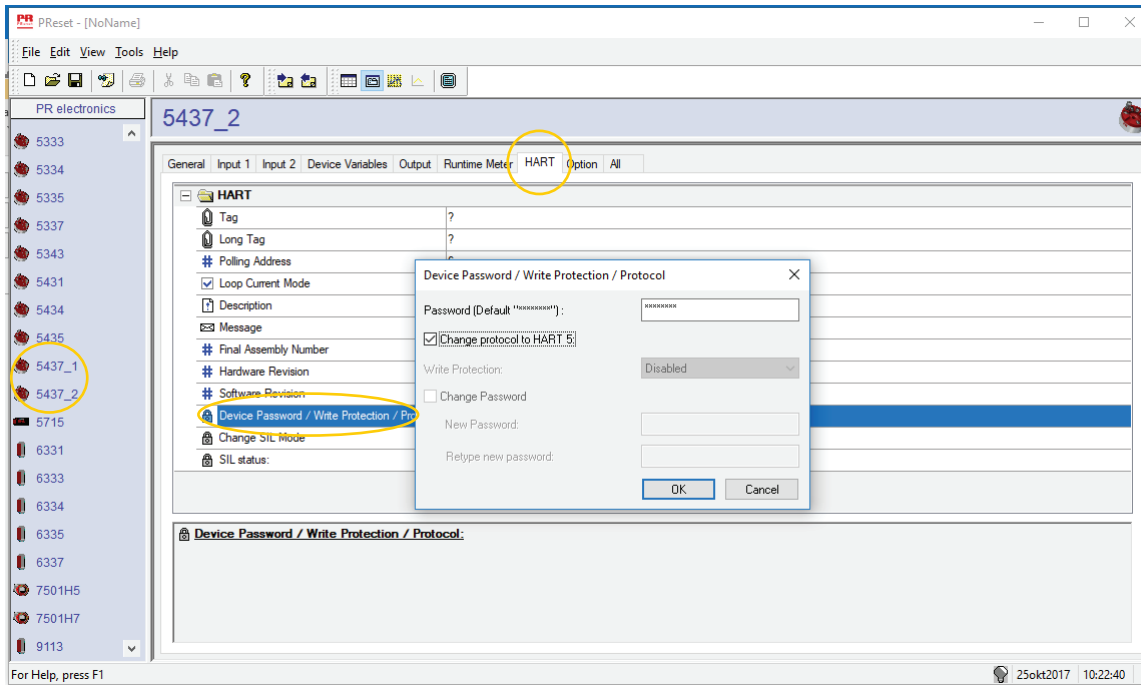 PReset - [NoName]
File Edit View Tools Help
PR electronics
5333
5334
5335
5337
5343
5431
5434
5435
5437_1
5437_2
5715
6331
6333
6334
6335
6337
7501H5
7501H7
9113
5437_2
General Input 1 Input 2 Device Variables Output Runtime Meter HART Option All
HART
Tag ?
Long Tag ?
Polling Address
Loop Current Mode
Description
Message
Final Assembly Number
Hardware Revision
Software Revision
Device Password / Write Protection / Pro
Change SIL Mode
SIL status:
Device Password / Write Protection / Protocol
Password (Default "********") : ********
Change protocol to HART 5:
Write Protection: Disabled
Change Password
New Password:
Retype new password:
OK Cancel
Device Password / Write Protection / Protocol:
For Help, press F1 25okt2017 10:22:40